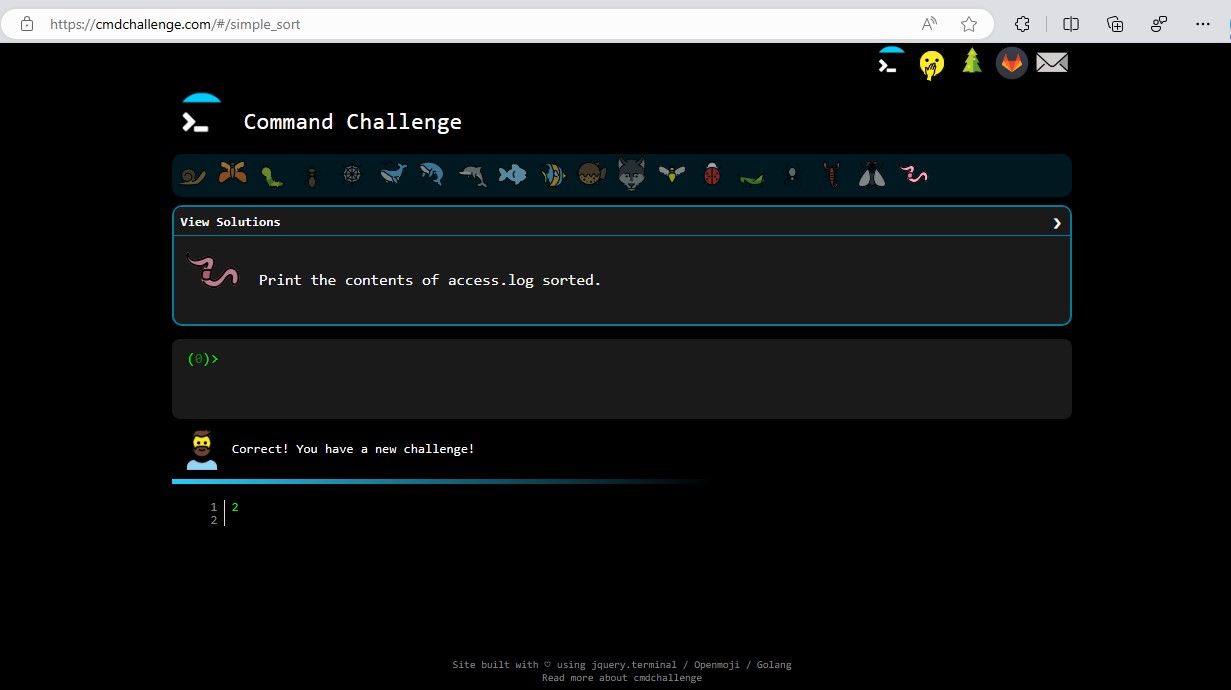 https://cmdchallenge.com/#/simple_sort
Command Challenge
View Solutions
Print the contents of access.log sorted.
(0)>
Correct! You have a new challenge!
1 2
2
Site built with ♡ using jquery.terminal / Openmoji / Golang
Read more about cmdchallenge